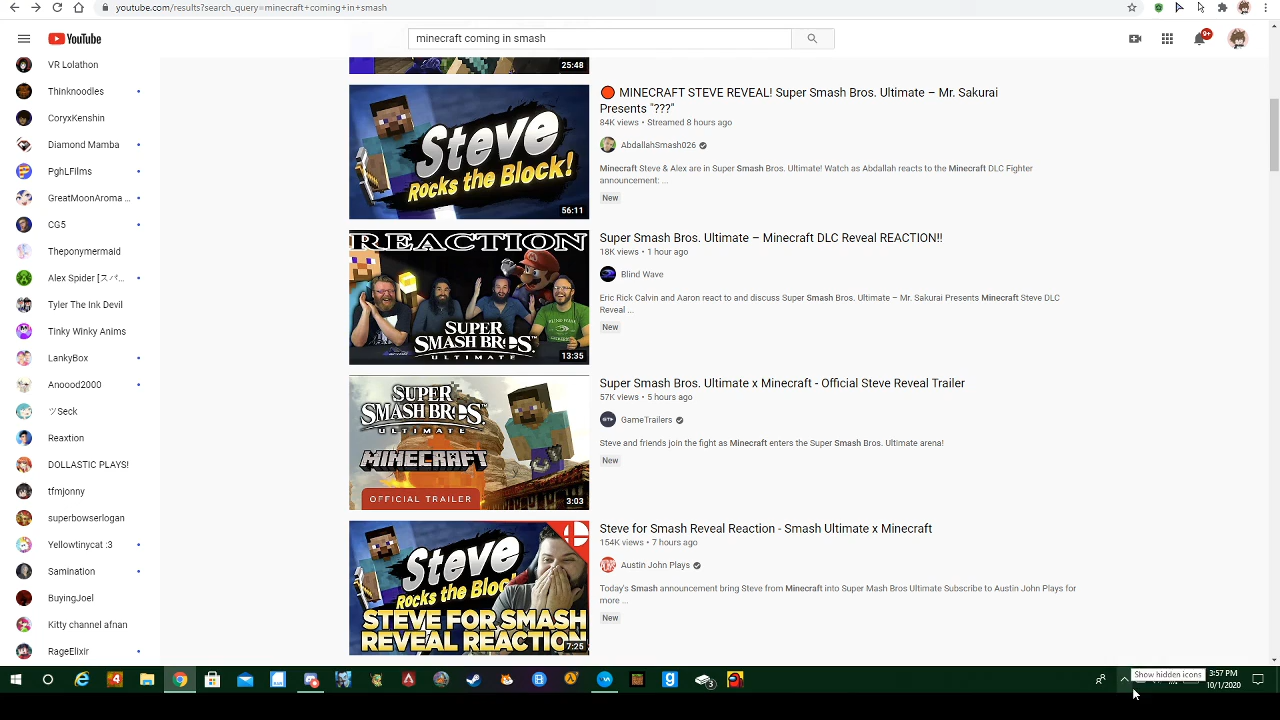 youtube.com/results?search_query=minecraft+coming+in+smash
YouTube
minecraft coming in smash
9+
VR Lolathon
Thinknoodles
CoryxKenshin
Diamond Mamba
PghLFilms
GreatMoonAroma ...
CG5
Theponymermaid
Alex Spider [スパ...
Tyler The Ink Devil
Tinky Winky Anims
LankyBox
Anoood2000
ツSeck
Reaxtion
DOLLASTIC PLAYS!
tfmjonny
superbowserlogan
Yellowtinycat :3
Samination
BuyingJoel
Kitty channel afnan
RageElixir
25:48
Steve
Rocks the Block!
56:11
MINECRAFT STEVE REVEAL! Super Smash Bros. Ultimate – Mr. Sakurai
Presents "???"
84K views • Streamed 8 hours ago
AbdallahSmash026
Minecraft Steve & Alex are in Super Smash Bros. Ultimate! Watch as Abdallah reacts to the Minecraft DLC Fighter
announcement: ...
New
REACTION
SUPER
SMASH BROS.
ULTIMATE
13:35
Super Smash Bros. Ultimate – Minecraft DLC Reveal REACTION!!
18K views • 1 hour ago
Blind Wave
Eric Rick Calvin and Aaron react to and discuss Super Smash Bros. Ultimate – Mr. Sakurai Presents Minecraft Steve DLC
Reveal ...
New
SUPER
SMASH BROS.
ULTIMATE
MINECRAFT
OFFICIAL TRAILER
3:03
Super Smash Bros. Ultimate x Minecraft - Official Steve Reveal Trailer
57K views • 5 hours ago
GameTrailers
Steve and friends join the fight as Minecraft enters the Super Smash Bros. Ultimate arena!
New
Steve
Rocks the Bloc
STEVE FOR SMASH
REVEAL REACTION
7:25
Steve for Smash Reveal Reaction - Smash Ultimate x Minecraft
154K views • 7 hours ago
Austin John Plays
Today's Smash announcement bring Steve from Minecraft into Super Mash Bros Ultimate Subscribe to Austin John Plays for
more ...
New
Show hidden icons
3:57 PM
10/1/2020